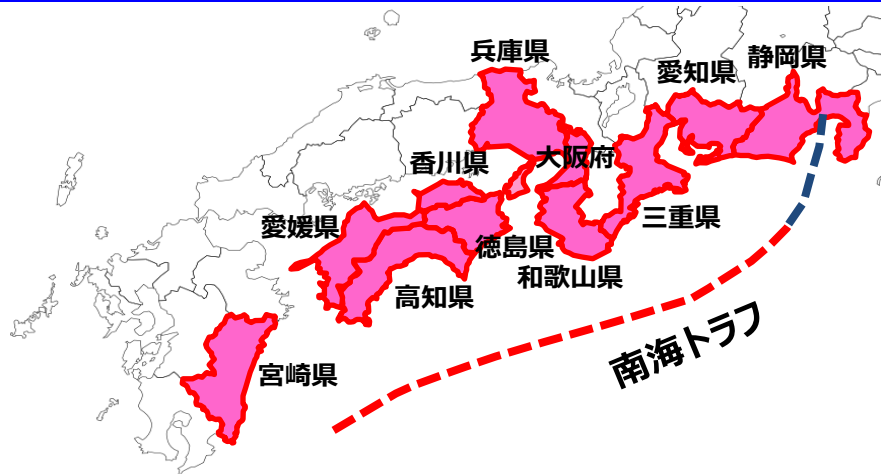 兵庫県
静岡県
愛知県
大阪府
香川県
三重県
愛媛県
徳島県
和歌山県
高知県
南海トラフ
宮崎県